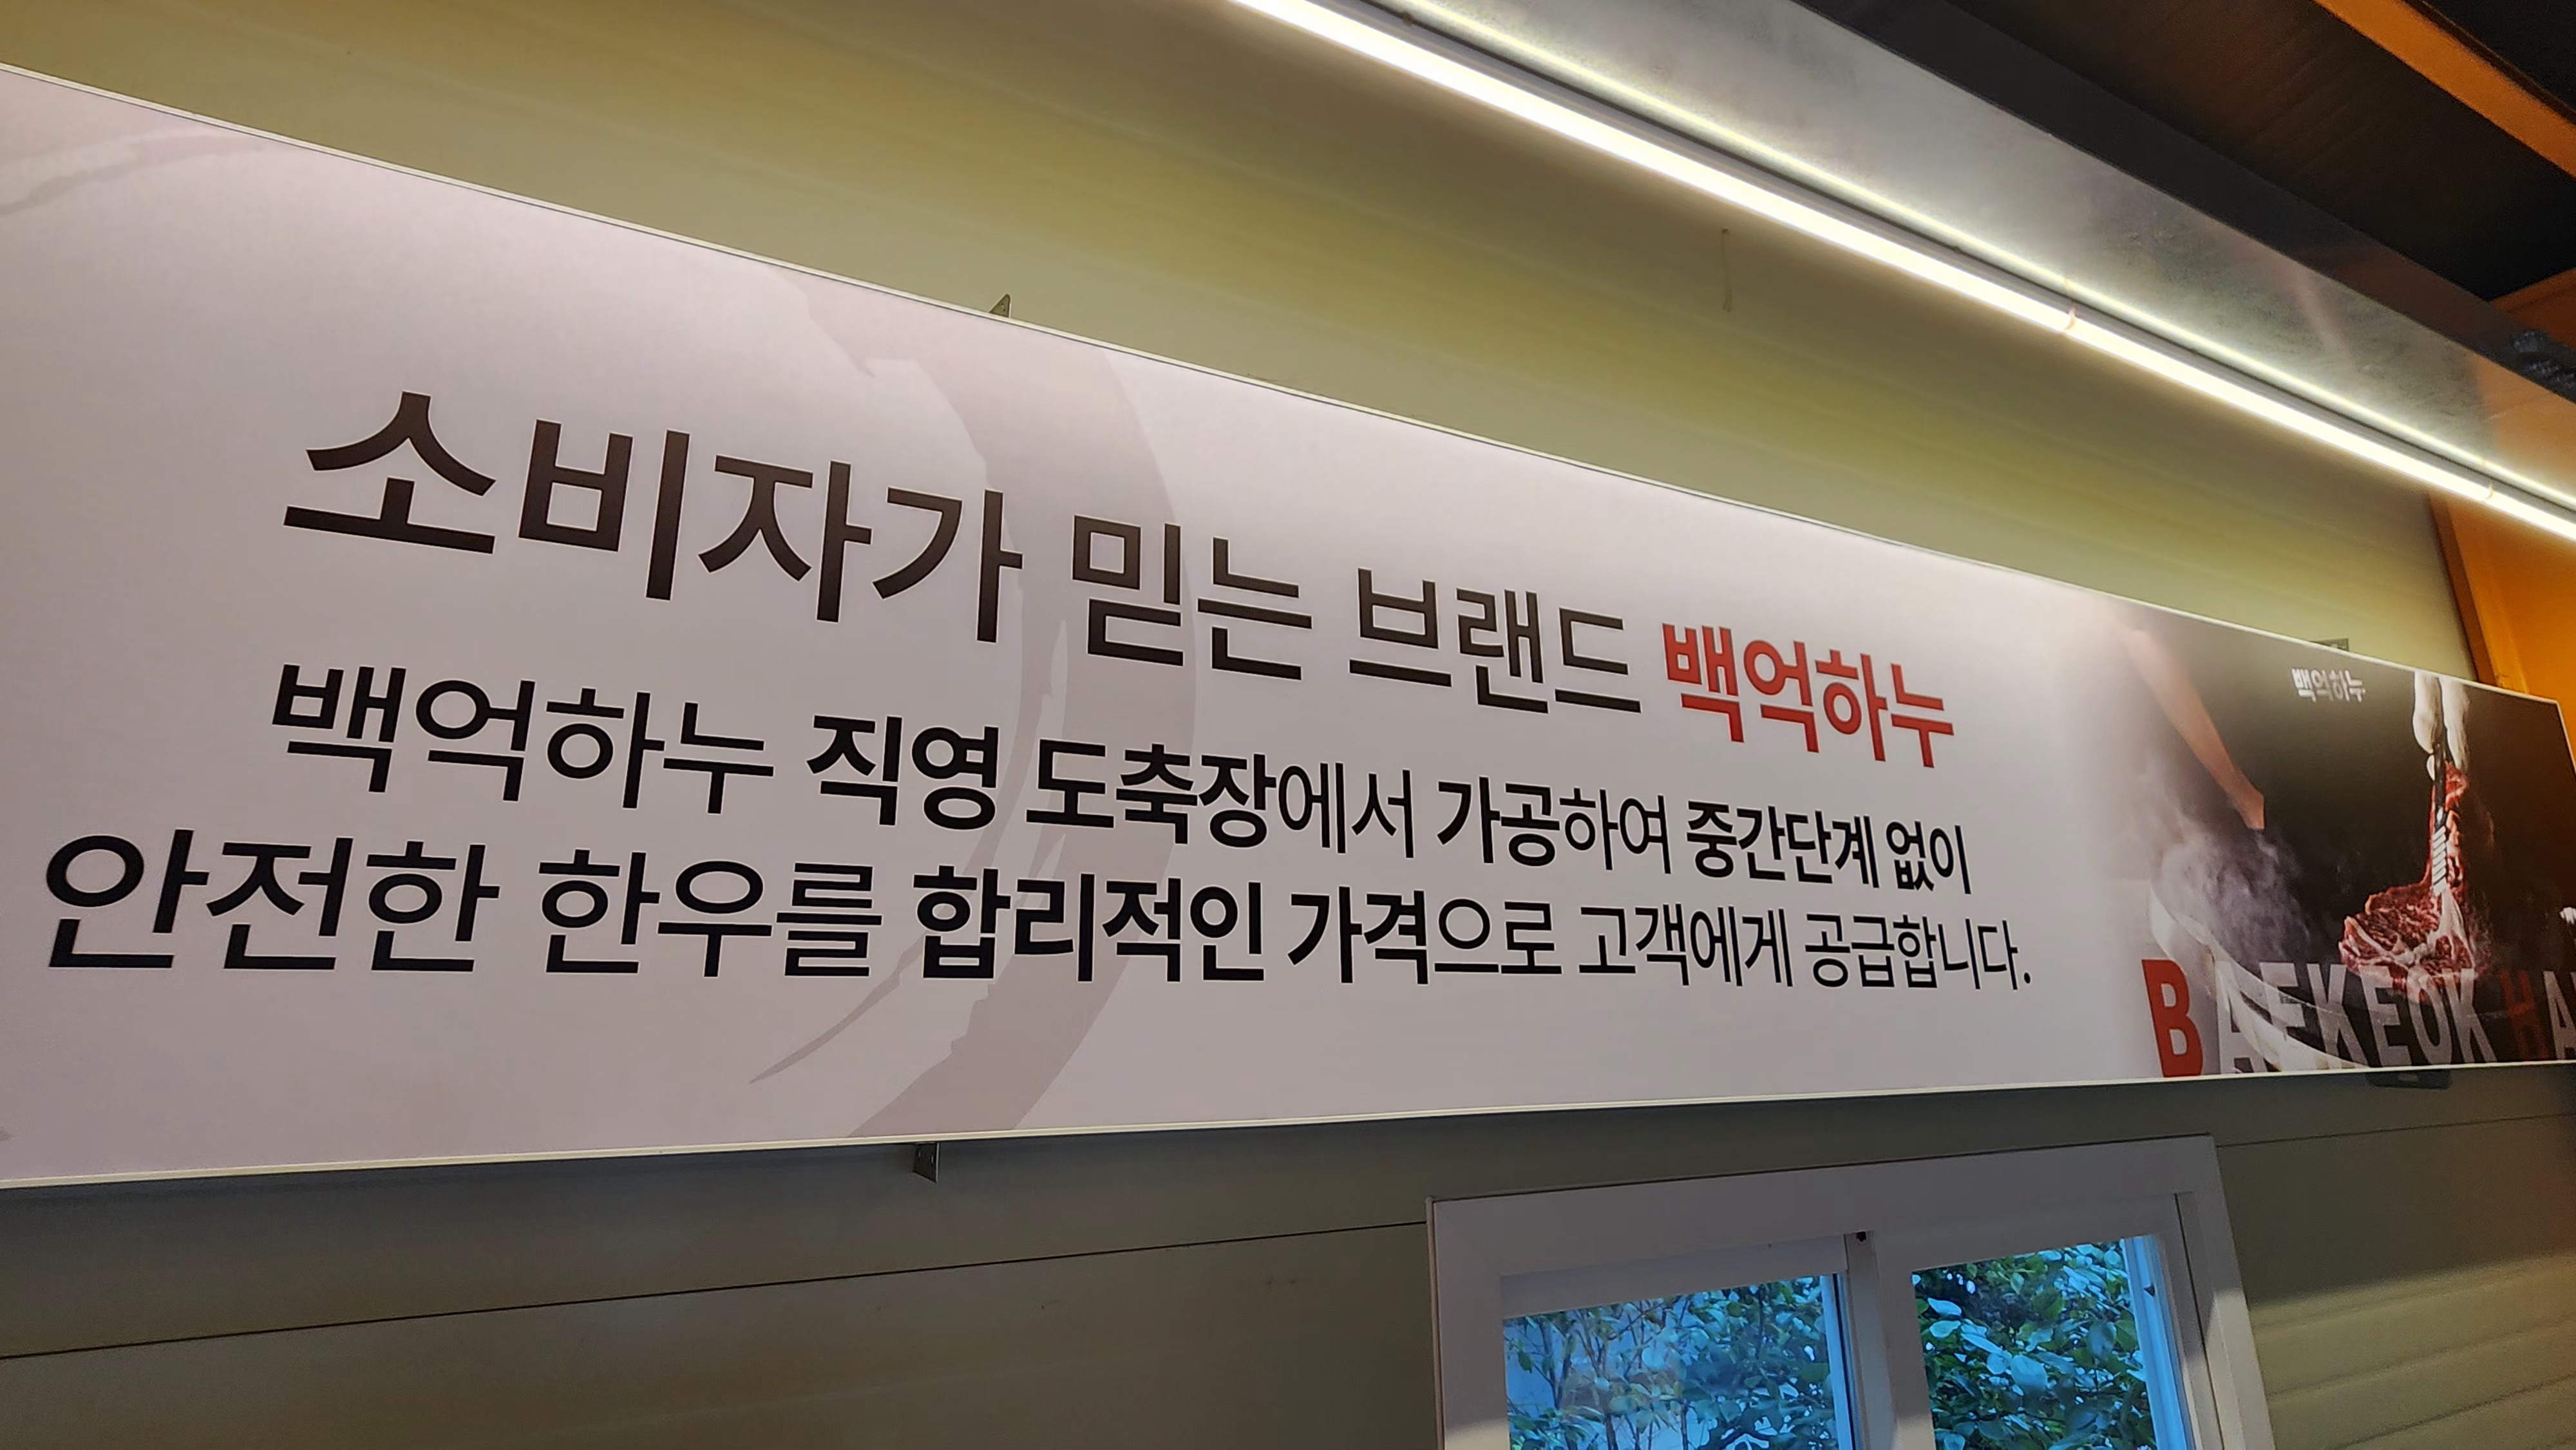 소비자가 믿는 브랜드 백억하누
백억하누 직영 도축장에서 가공하여 중간단계 없이
안전한 한우를 합리적인 가격으로 고객에게 공급합니다.
백억하누
BAEKEOK HA